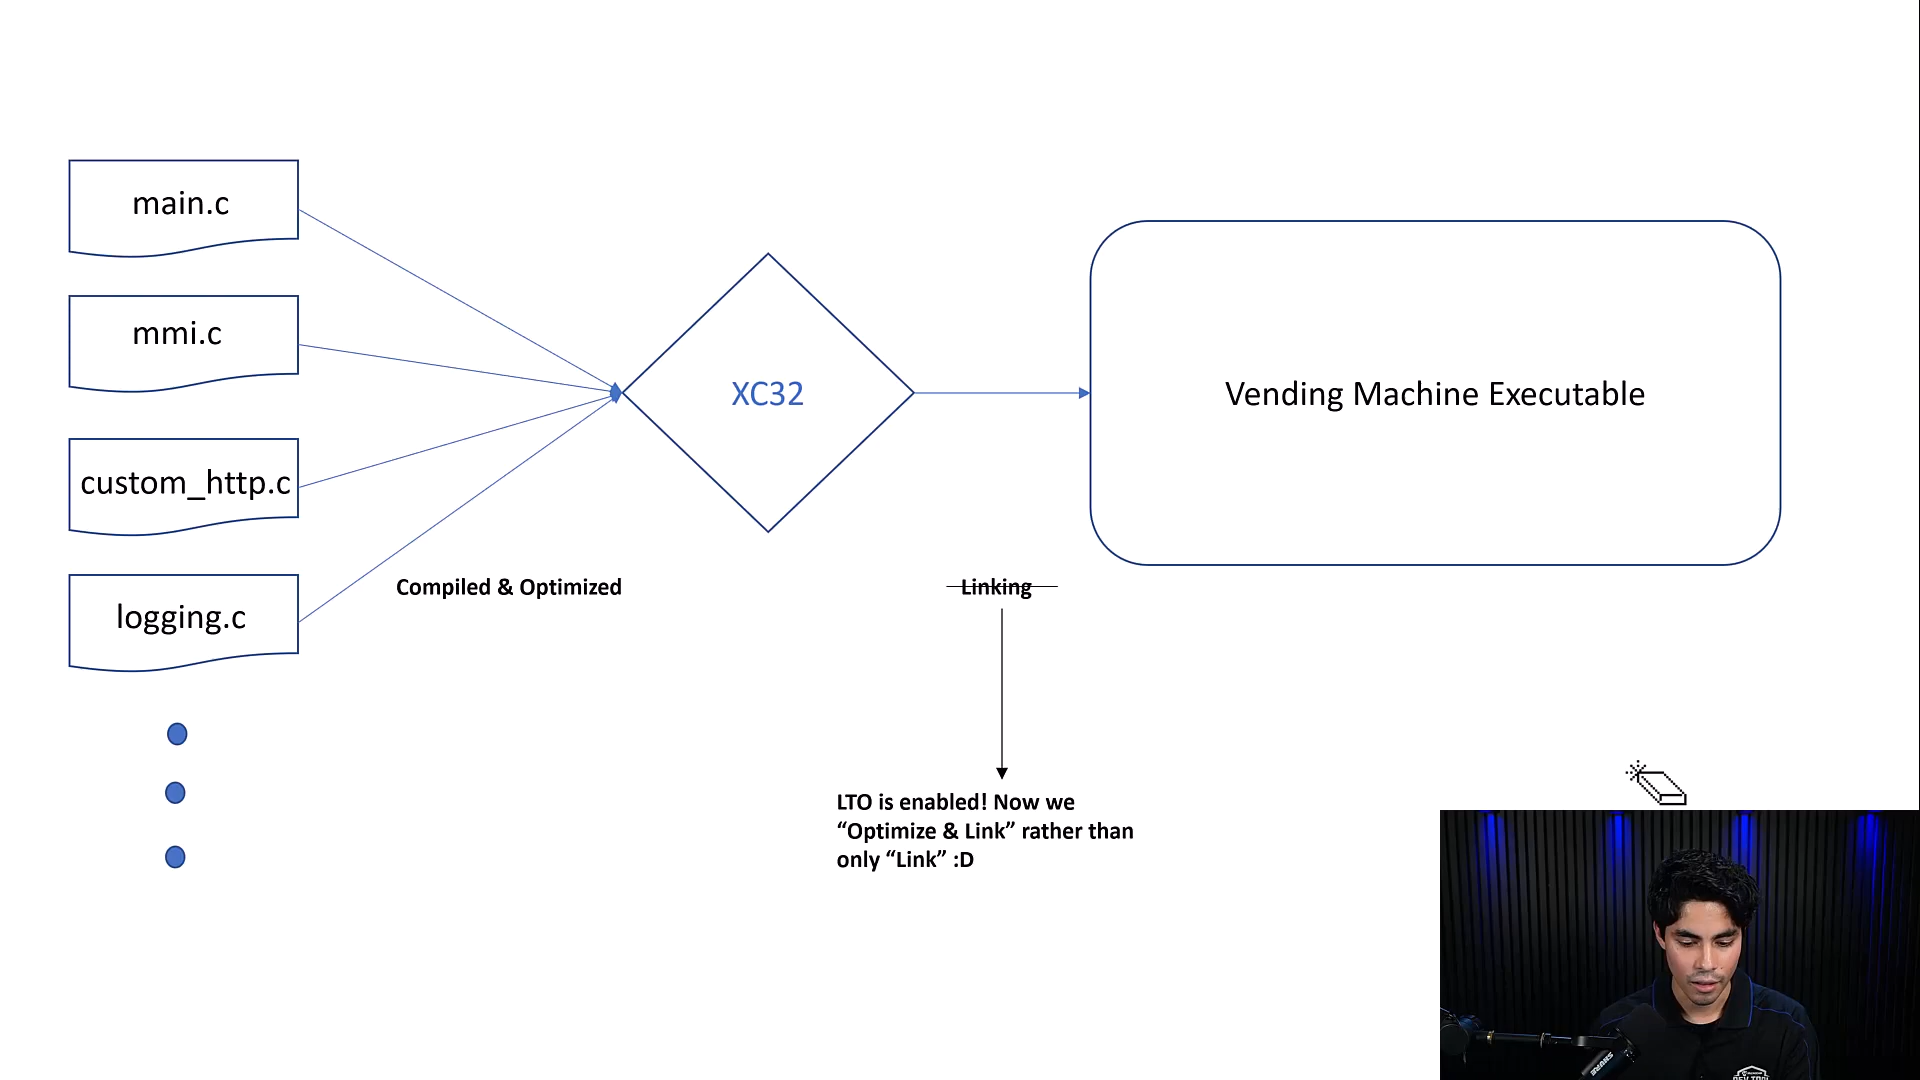 main.c
mmi.c
custom_http.c
logging.c
XC32
Vending Machine Executable
Compiled & Optimized
Linking
LTO is enabled! Now we
“Optimize & Link” rather than
only “Link” :D
SHURE